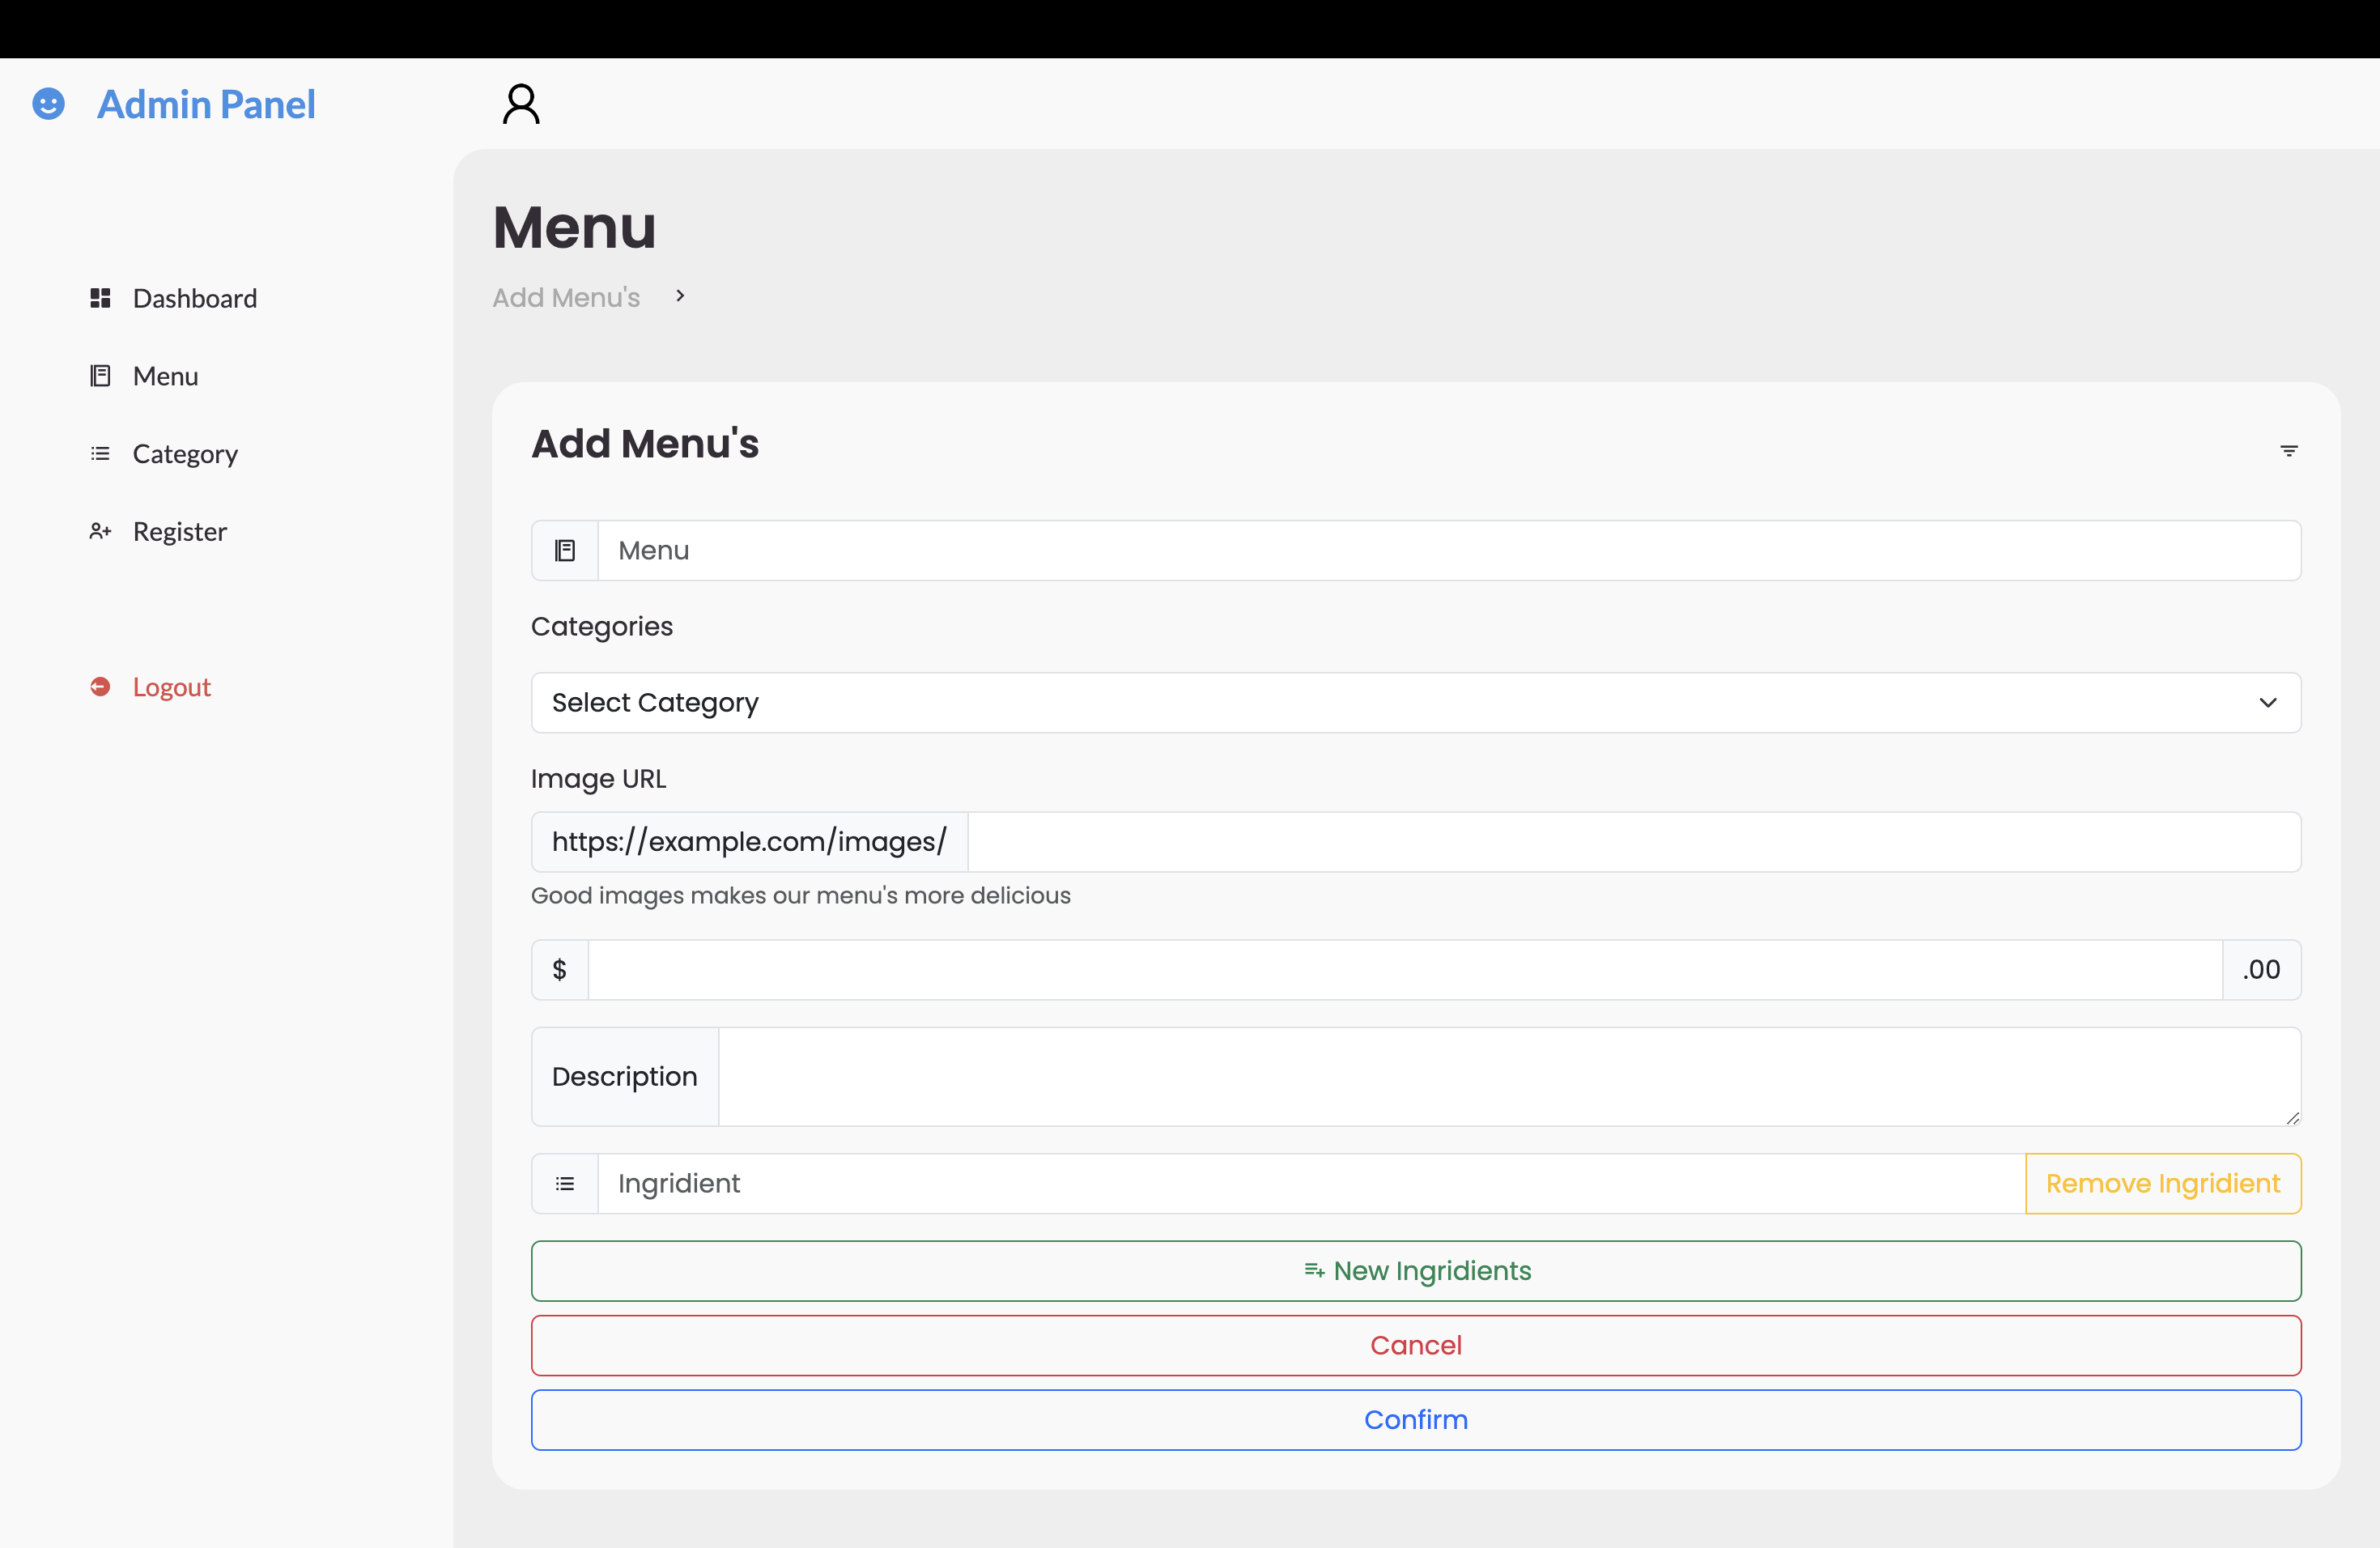 Admin Panel
Dashboard
Menu
Category
Register
Logout
Menu
Add Menu's
Add Menu's
Menu
Categories
Select Category
Image URL
https://example.com/images/
Good images makes our menu's more delicious
$ .00
Description
Ingridient Remove Ingridient
New Ingridients
Cancel
Confirm